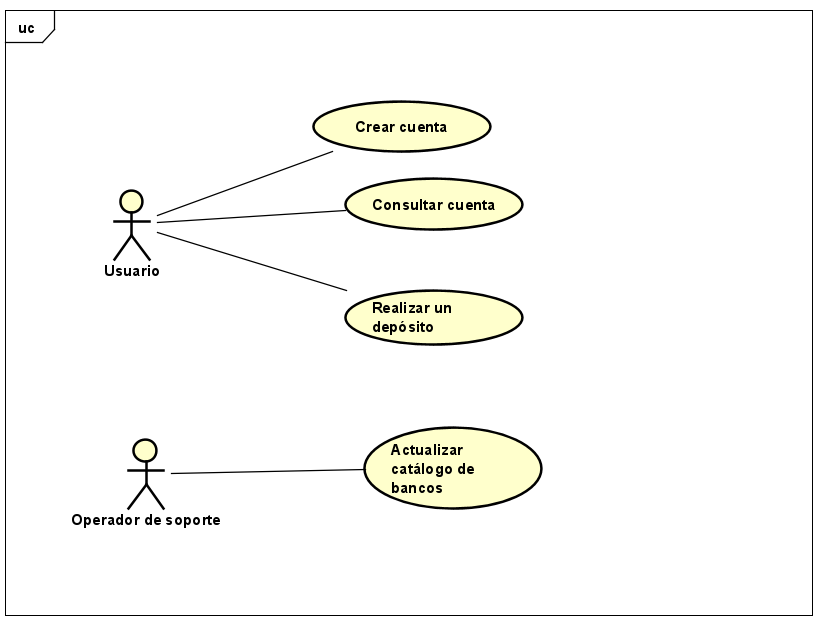 uc
Crear cuenta
Consultar cuenta
Usuario
Realizar un
depósito
Actualizar
catálogo de
bancos
Operador de soporte